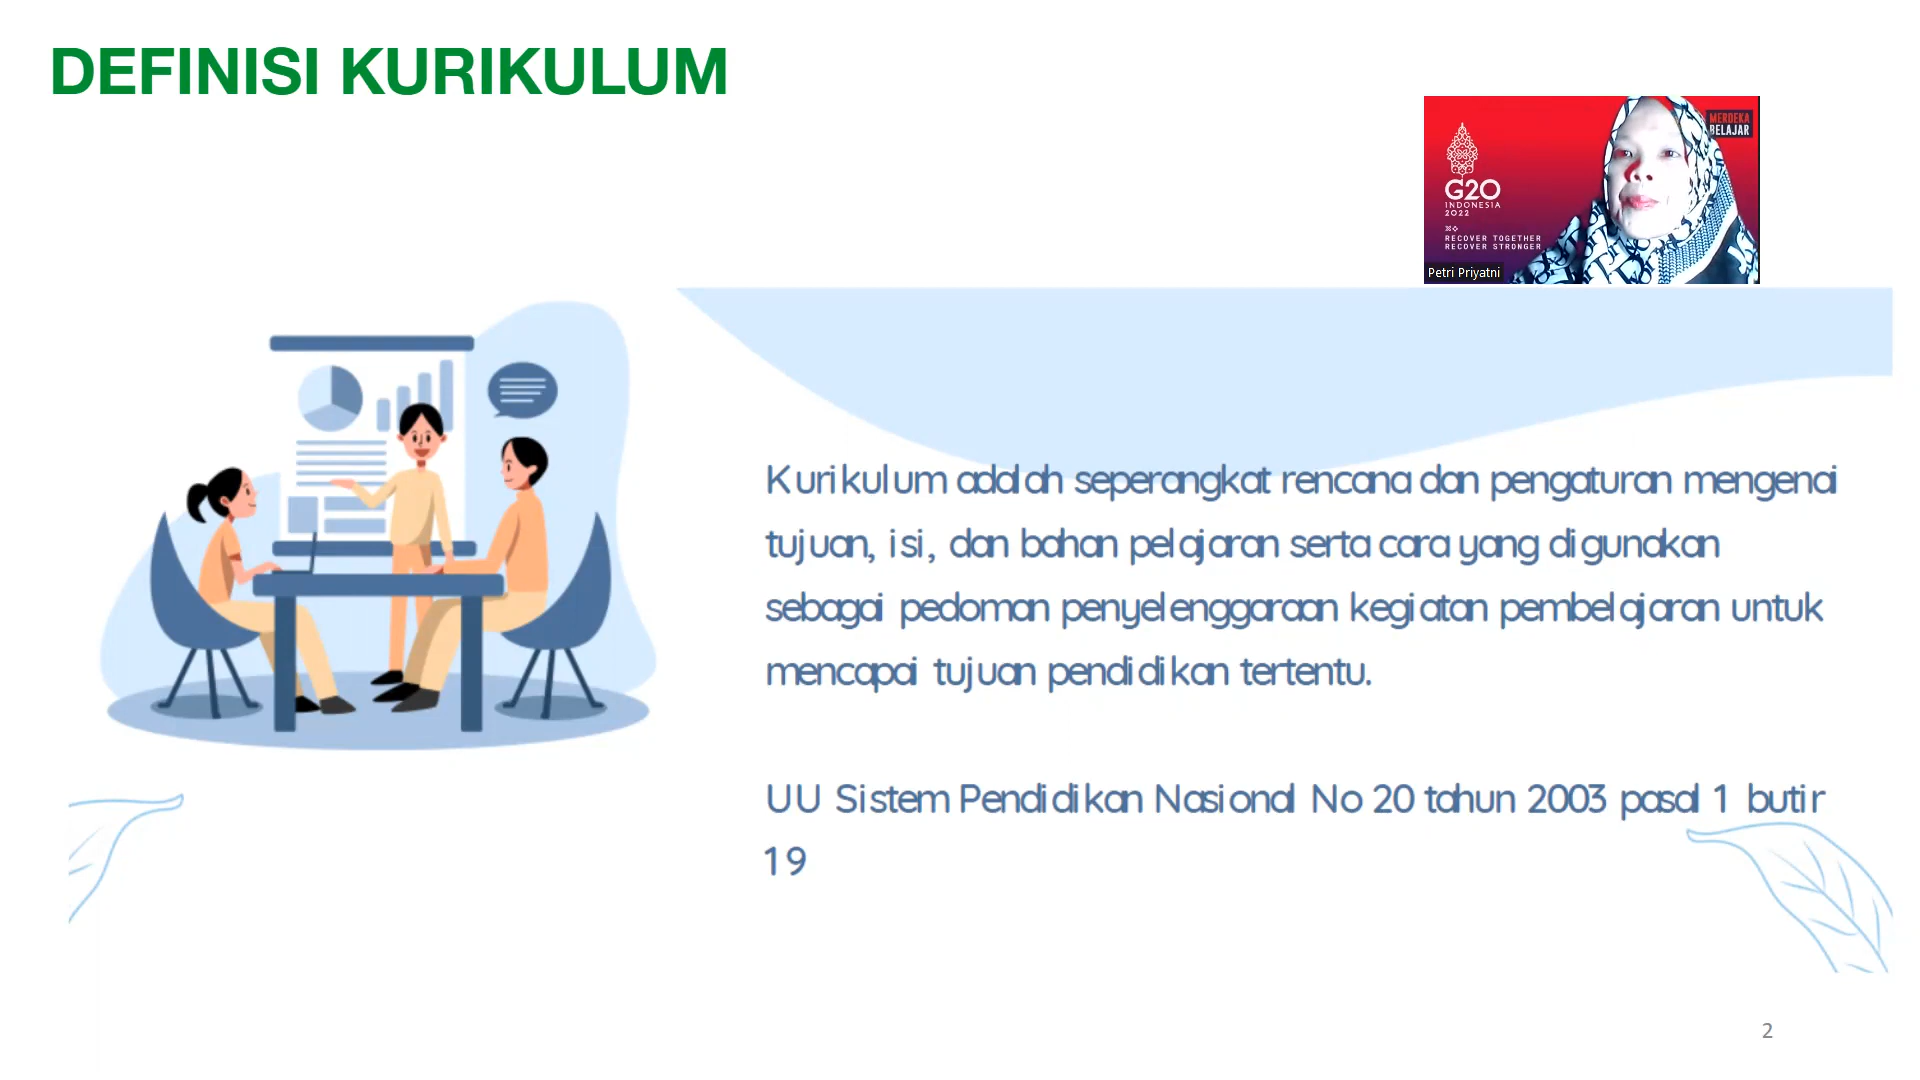 DEFINISI KURIKULUM
MERDEKA
BELAJAR
G20
INDONESIA
2022
RECOVER TOGETHER
RECOVER STRONGER
Petri Priyatni
Kurikulum adalah seperangkat rencana dan pengaturan mengenai
tujuan, isi, dan bahan pelajaran serta cara yang digunakan
sebagai pedoman penyelenggaraan kegiatan pembelajaran untuk
mencapai tujuan pendidikan tertentu.
UU Sistem Pendidikan Nasional No 20 tahun 2003 pasal 1 butir
19
2